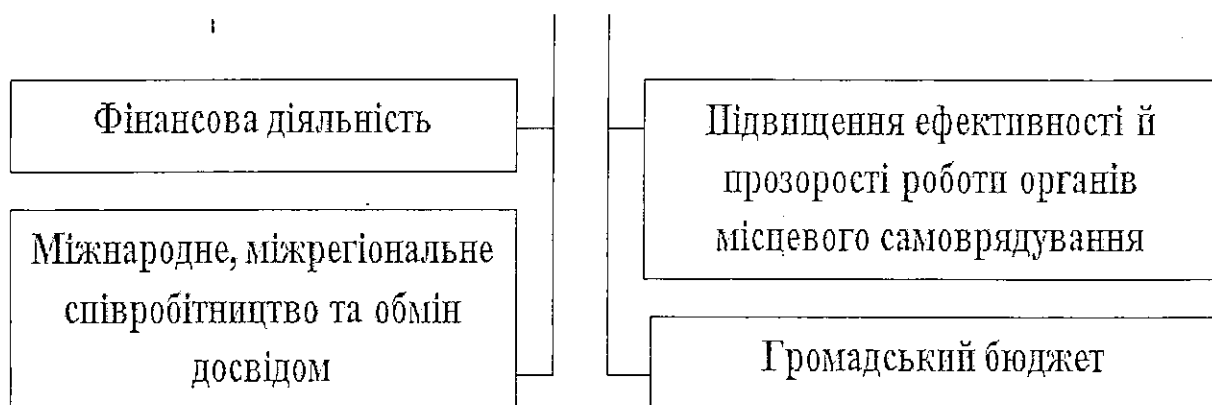 Фінансова діяльність
Міжнародне, міжрегіональне
співробітництво та обмін
досвідом
Підвищення ефективності й
прозорості роботи органів
місцевого самоврядування
Громадський бюджет